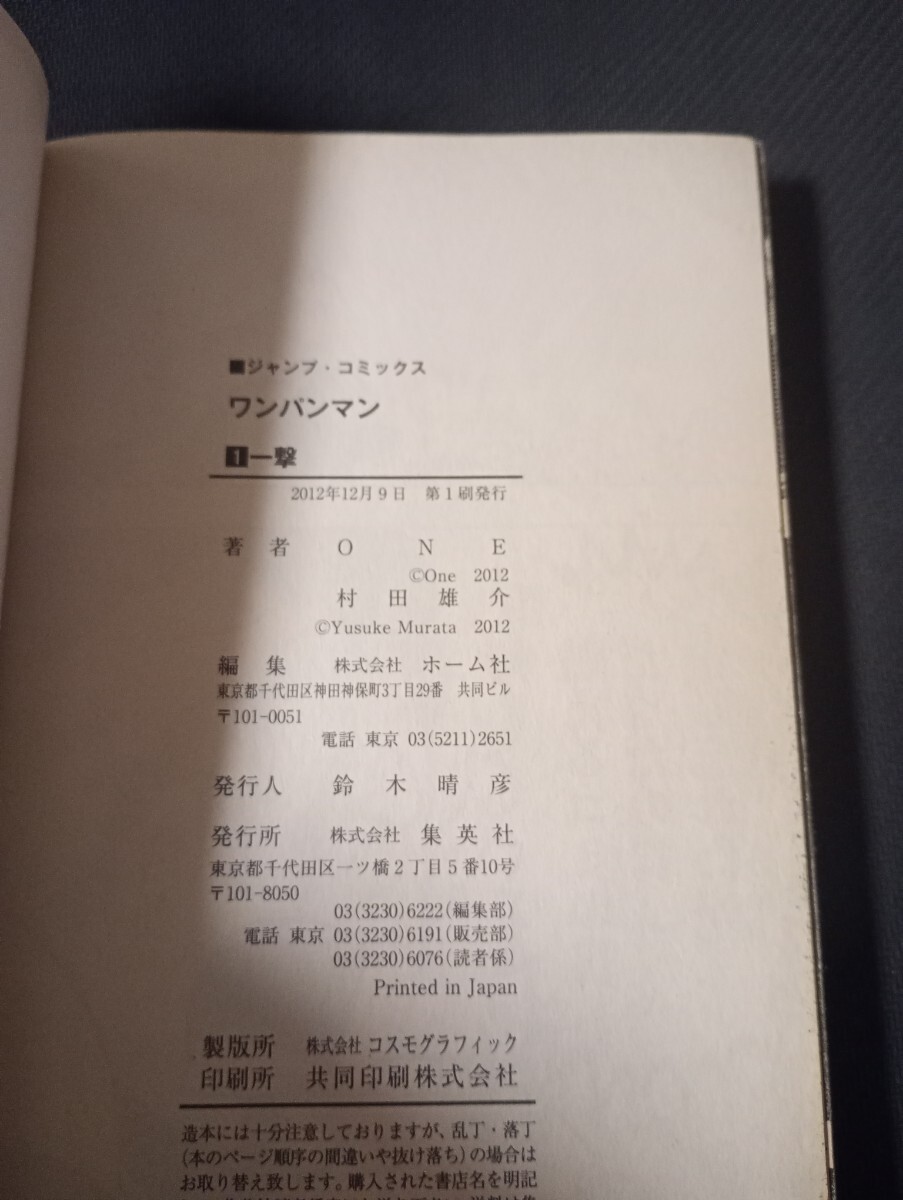 ■ジャンプ・コミックス
ワンパンマン
1 一撃
2012年12月9日 第1刷発行
著者 ONE
©One 2012
村田雄介
©Yusuke Murata 2012
編集 株式会社 ホーム社
東京都千代田区神田神保町3丁目29番 共同ビル
〒101-0051
電話 東京 03(5211)2651
発行人 鈴木晴彦
発行所 株式会社 集英社
東京都千代田区一ツ橋2丁目5番10号
〒101-8050
03(3230)6222(編集部)
電話 東京 03(3230)6191(販売部)
03(3230)6076(読者係)
Printed in Japan
製版所 株式会社 コスモグラフィック
印刷所 共同印刷株式会社
造本には十分注意しておりますが、乱丁・落丁
(本のページ順序の間違いや抜け落ち)の場合は
お取り替え致します。購入された書店名を明記